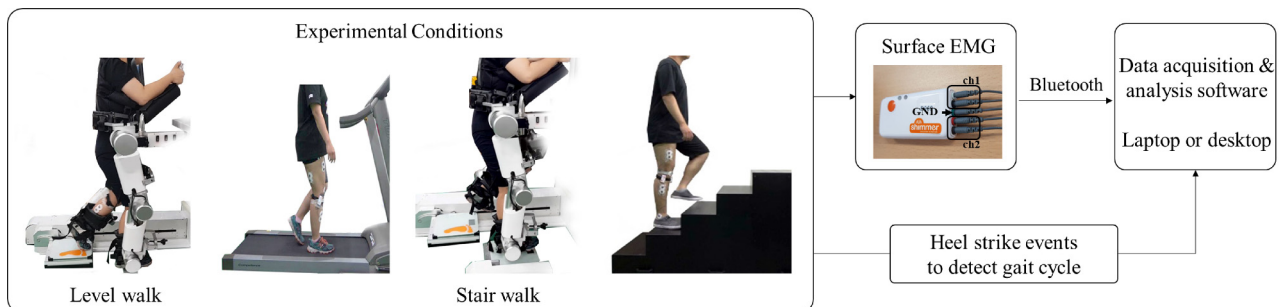 Experimental Conditions
Level walk
Stair walk
Surface EMG
ch1
GND
shimmer
ch2
Bluetooth
Data acquisition &
analysis software
Laptop or desktop
Heel strike events
to detect gait cycle